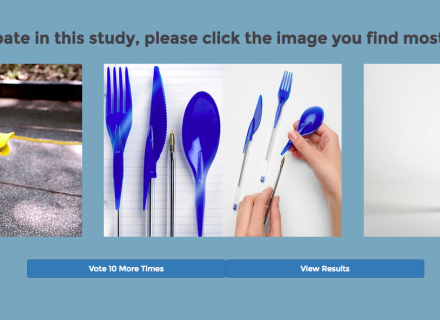 pate in this study, please click the image you find most
Vote 10 More Times
View Results